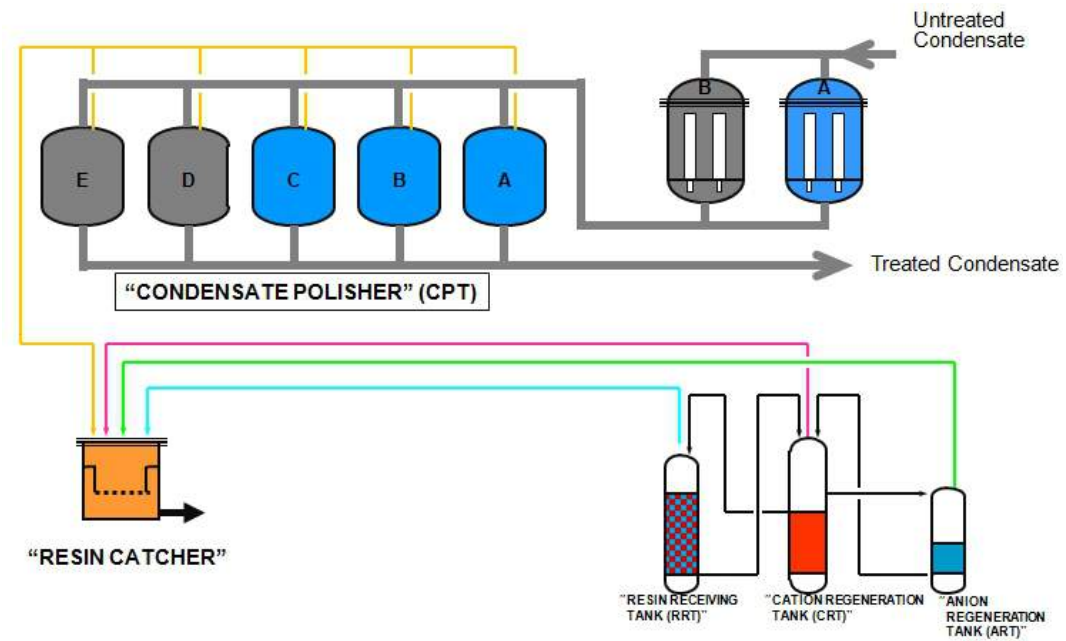 Untreated
Condensate
B
A
E
D
C
B
A
Treated Condensate
“CONDENSATE POLISHER” (CPT)
“RESIN CATCHER”
“RESIN RECEIVING
TANK (RRT)”
“CATION REGENERATION
TANK (CRT)”
“ANION
REGENERATION
TANK (ART)”